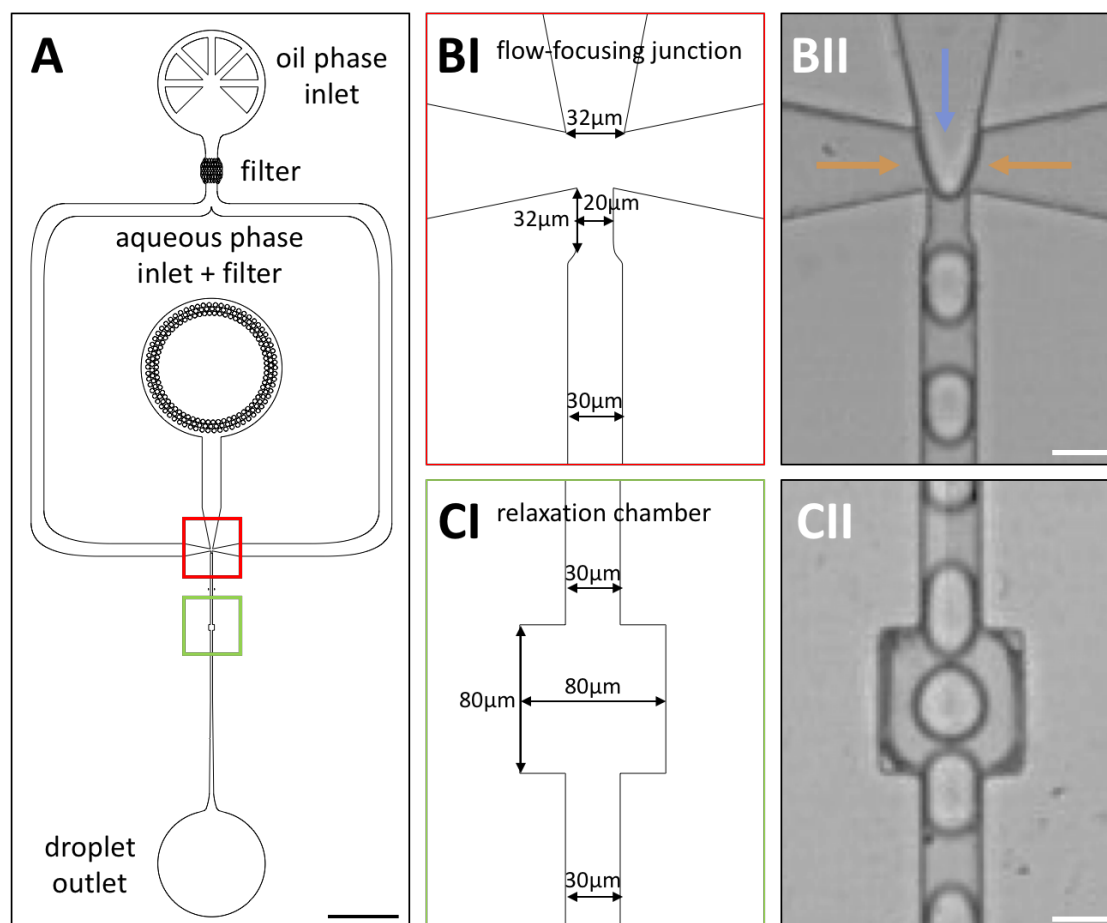 A
oil phase
inlet
filter
aqueous phase
inlet + filter
droplet
outlet
BI
flow-focusing junction
32μm
20μm
32μm
30μm
BII
CI
relaxation chamber
30μm
80μm
80μm
30μm
CII